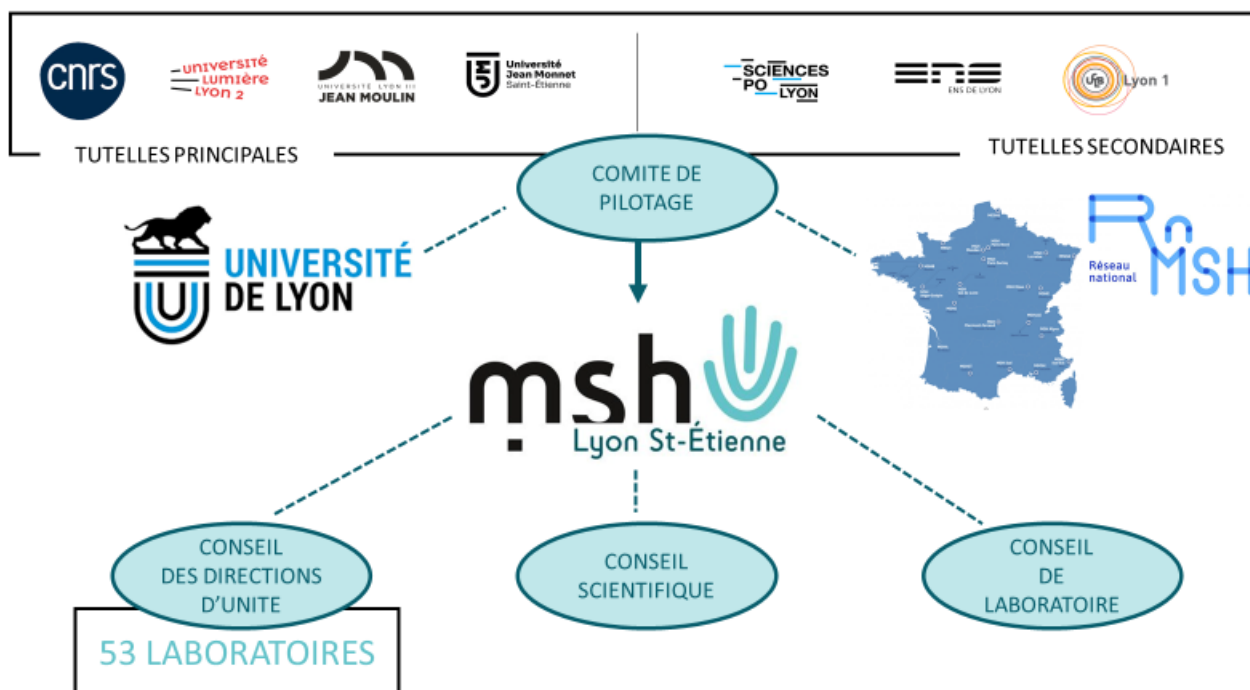 cnrs
UNIVERSITÉ
LUMIÈRE
LYON 2
UNIVERSITÉ LYON III
JEAN MOULIN
Université
Jean Monnet
Saint-Étienne
SCIENCES
PO
LYON
ENS
ENS DE LYON
Lyon 1
TUTELLES PRINCIPALES
TUTELLES SECONDAIRES
COMITE DE
PILOTAGE
UNIVERSITÉ
DE LYON
Réseau
national
RnMSH
msh
Lyon St-Étienne
CONSEIL
DES DIRECTIONS
D’UNITE
CONSEIL
SCIENTIFIQUE
CONSEIL
DE
LABORATOIRE
53 LABORATOIRES